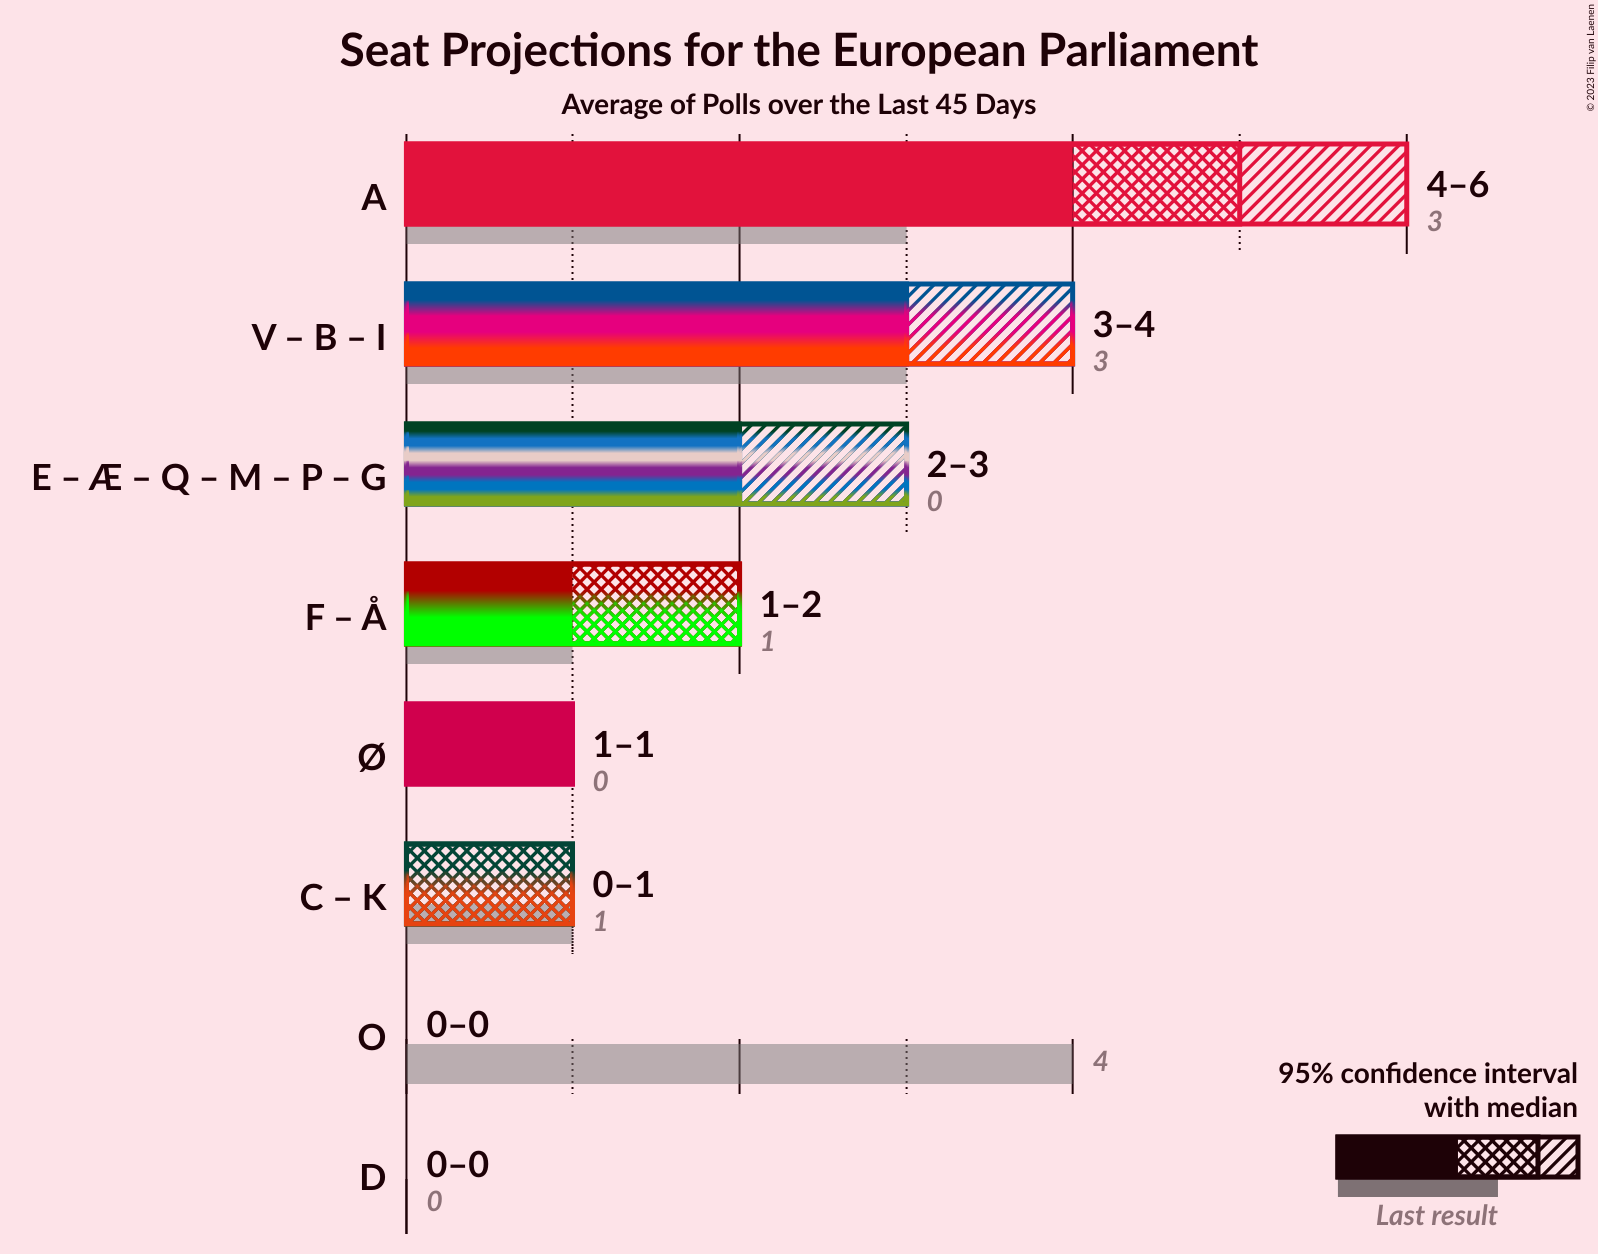 Seat Projections for the European Parliament
Average of Polls over the Last 45 Days
© 2023 Filip van Laenen
A
4–6
3
V – B – I
3–4
3
E – Æ – Q – M – P – G
2–3
0
F – Å
1–2
1
Ø
1–1
0
C – K
0–1
1
O
0–0
4
D
0–0
0
95% confidence interval
with median
Last result